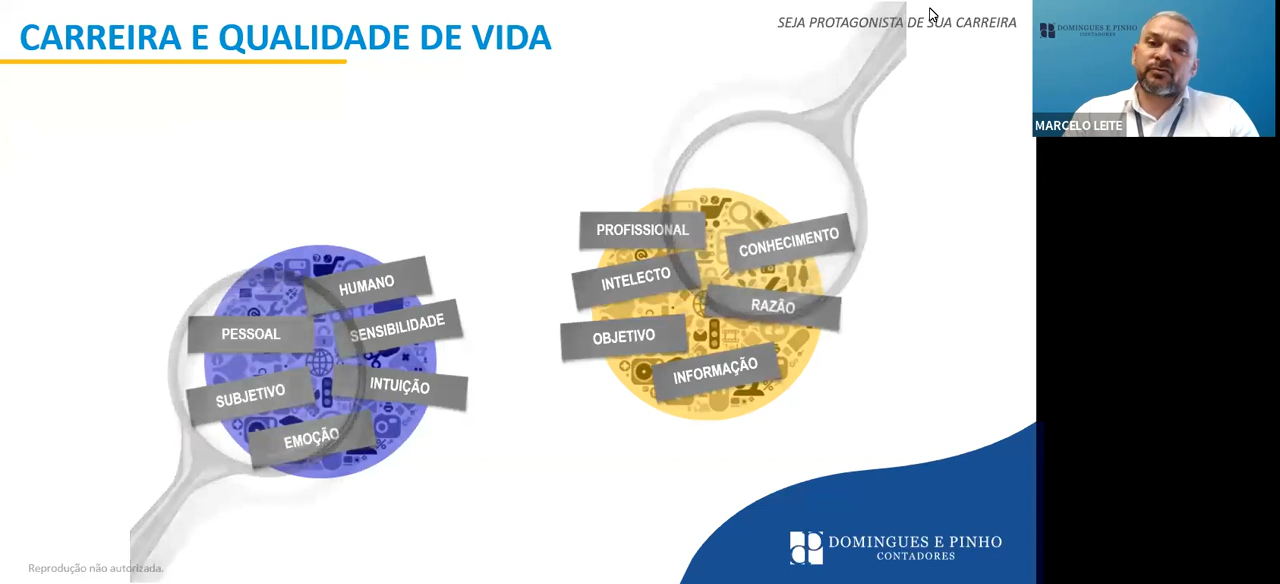 CARREIRA E QUALIDADE DE VIDA
SEJA PROTAGONISTA DE SUA CARREIRA
DOMINGUES E PINHO
CONTADORES
MARCELO LEITE
HUMANO
PESSOAL
SENSIBILIDADE
SUBJETIVO
INTUIÇÃO
EMOÇÃO
PROFISSIONAL
CONHECIMENTO
INTELECTO
RAZÃO
OBJETIVO
INFORMAÇÃO
DOMINGUES E PINHO
CONTADORES
Reprodução não autorizada.